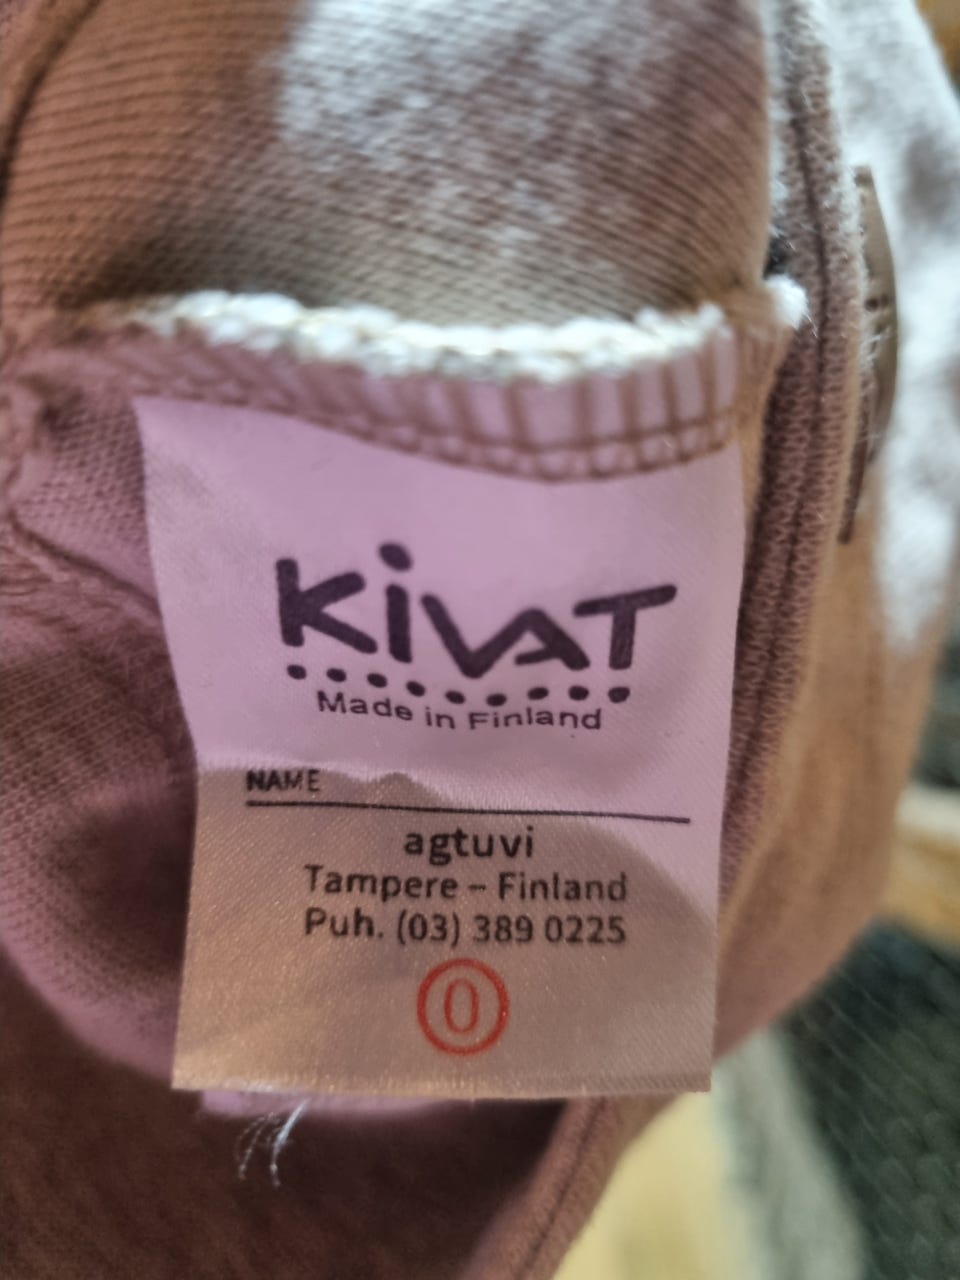 KiVAT
Made in Finland
NAME
agtuvi
Tampere – Finland
Puh. (03) 389 0225
0